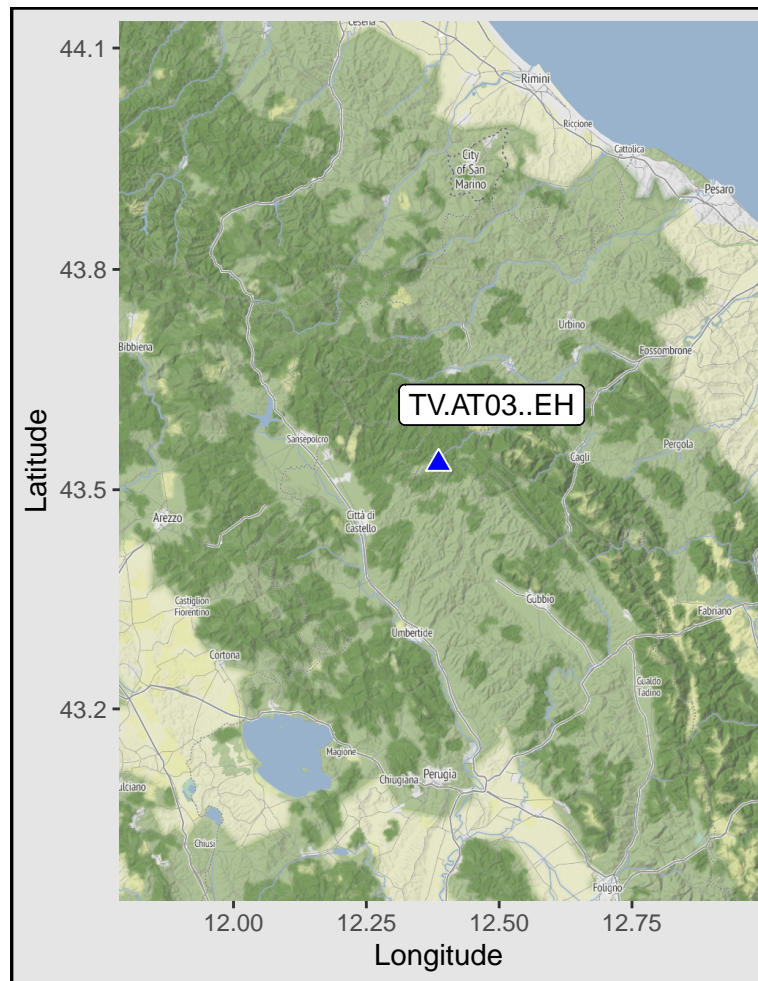 44.1
43.8
43.5
43.2
Latitude
Cesena
Rimini
Riccione
Cattolica
City
of San
Marino
Pesaro
Bibbiena
Urbino
Fossombrone
TV.AT03..EH
Sansepolcro
Cagli
Pergola
Arezzo
Città di
Castello
Castiglion
Fiorentino
Gubbio
Fabriano
Umbertide
Cortona
Gualdo
Tadino
Magione
Chiugiana
Perugia
ulciano
Chiusi
Foligno
12.00
12.25
12.50
12.75
Longitude